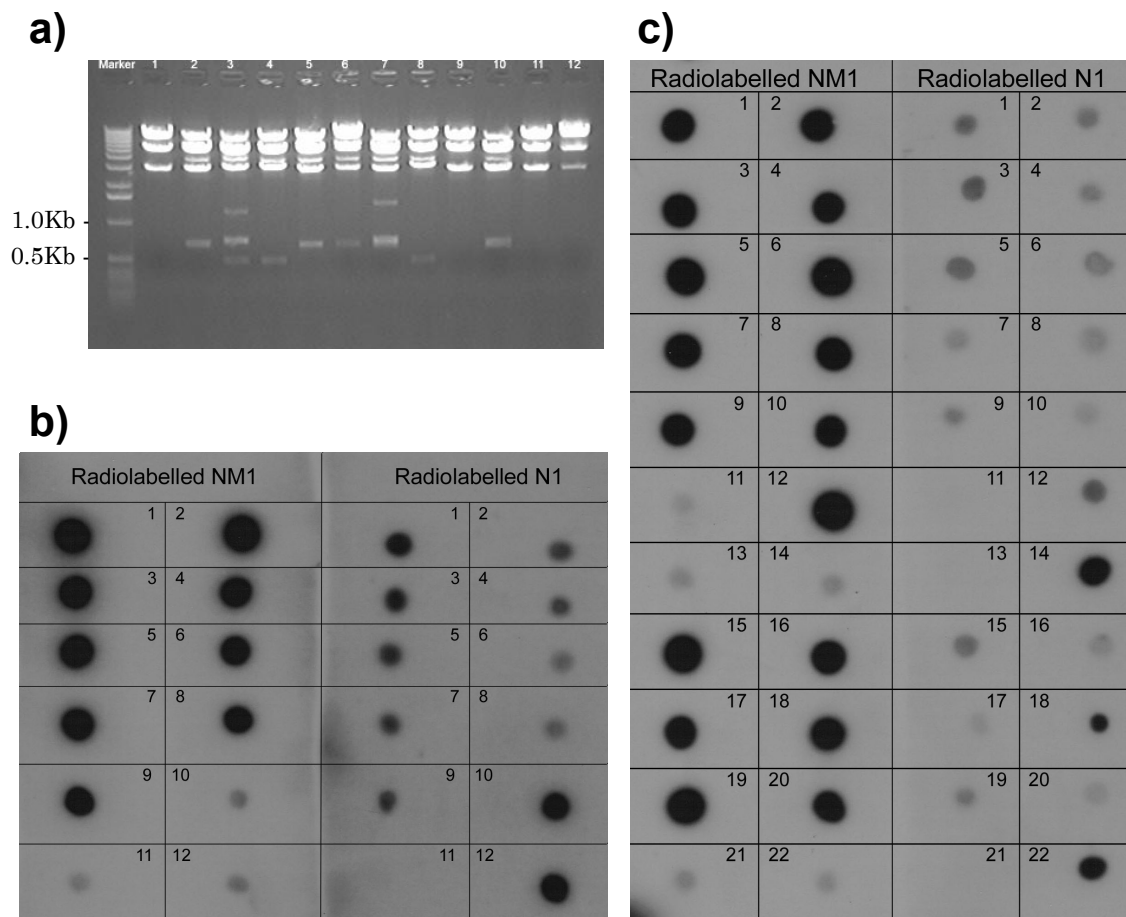 a)
Marker 1 2 3 4 5 6 7 8 9 10 11 12
1.0Kb
0.5Kb
b)
Radiolabelled NM1 Radiolabelled N1
1 2 1 2
3 4 3 4
5 6 5 6
7 8 7 8
9 10 9 10
11 12 11 12
c)
Radiolabelled NM1 Radiolabelled N1
1 2 1 2
3 4 3 4
5 6 5 6
7 8 7 8
9 10 9 10
11 12 11 12
13 14 13 14
15 16 15 16
17 18 17 18
19 20 19 20
21 22 21 22